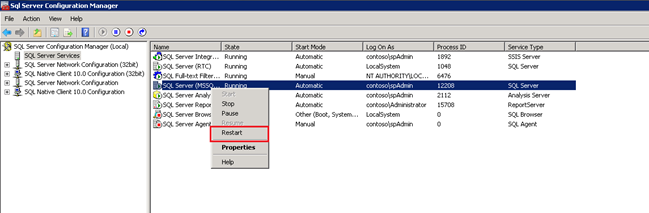 Sql Server Configuration Manager
File Action View Help
SQL Server Configuration Manager (Local)
SQL Server Services
SQL Server Network Configuration (32bit)
SQL Native Client 10.0 Configuration (32bit)
SQL Server Network Configuration
SQL Native Client 10.0 Configuration
Name State Start Mode Log On As Process ID Service Type
SQL Server Integr... Running Automatic contoso\spAdmin 1892 SSIS Server
SQL Server (RTC) Running Automatic LocalSystem 1048 SQL Server
SQL Full-text Filter... Running Manual NT AUTHORITY\LOC... 6476
SQL Server (MSSQ... Running Automatic contoso\spAdmin 12208 SQL Server
SQL Server Analy Automatic contoso\spAdmin 2112 Analysis Server
SQL Server Report Automatic contoso\Administrator 15708 ReportServer
SQL Server Brows Other (Boot, System... LocalSystem 0 SQL Browser
SQL Server Agent Manual contoso\spAdmin 0 SQL Agent
Start
Stop
Pause
Resume
Restart
Properties
Help